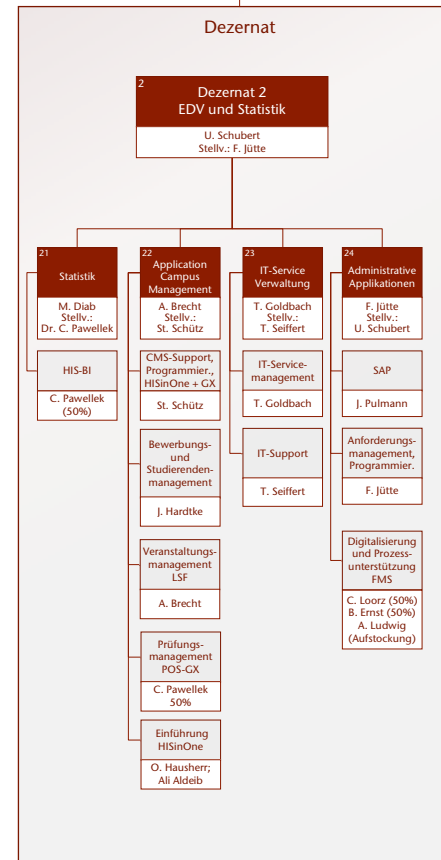 Dezernat
2
Dezernat 2
EDV und Statistik
U. Schubert
Stellv.: F. Jütte
21
Statistik
M. Diab
Stellv.:
Dr. C. Pawellek
HIS-BI
C. Pawellek
(50%)
22
Application
Campus
Management
A. Brecht
Stellv.:
St. Schütz
CMS-Support,
Programmier.,
HISinOne + GX
St. Schütz
Bewerbungs-
und
Studierenden-
management
J. Hardtke
Veranstaltungs-
management
LSF
A. Brecht
Prüfungs-
management
POS-GX
C. Pawellek
50%
Einführung
HISinOne
O. Hausherr;
Ali Aldeib
23
IT-Service
Verwaltung
T. Goldbach
Stellv.:
T. Seiffert
IT-Service-
management
T. Goldbach
IT-Support
T. Seiffert
24
Administrative
Applikationen
F. Jütte
Stellv.:
U. Schubert
SAP
J. Pulmann
Anforderungs-
management,
Programmier.
F. Jütte
Digitalisierung
und Prozess-
unterstützung
FMS
C. Loorz (50%)
B. Ernst (50%)
A. Ludwig
(Aufstockung)